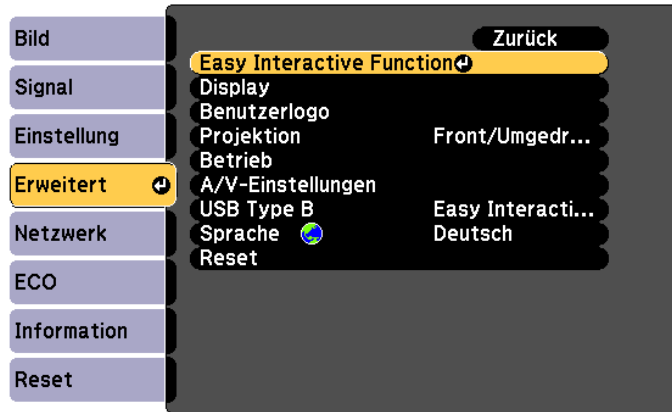 Bild
Signal
Einstellung
Erweitert
Netzwerk
ECO
Information
Reset
Zurück
Easy Interactive Function
Display
Benutzerlogo
Projektion Front/Umgedr...
Betrieb
A/V-Einstellungen
USB Type B Easy Interacti...
Sprache Deutsch
Reset